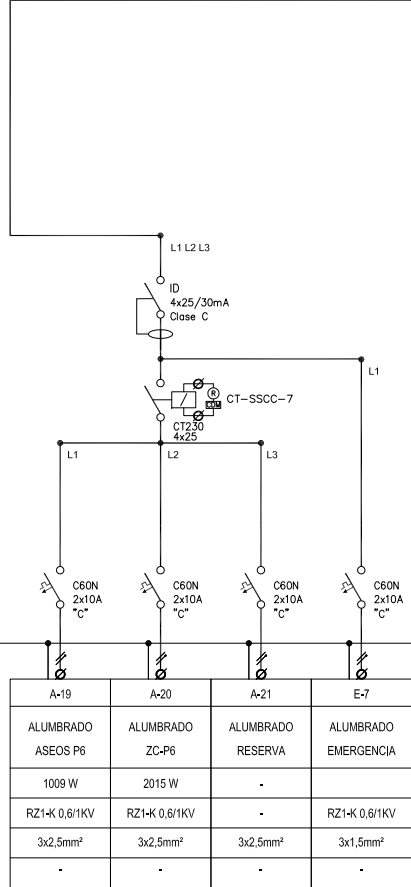 L1 L2 L3
ID
4x25/30mA
Clase C
L1
R
COM
CT-SSCC-7
CT230
4x25
L1
L2
L3
C60N
2x10A
"C"
C60N
2x10A
"C"
C60N
2x10A
"C"
C60N
2x10A
"C"
A-19 A-20 A-21 E-7
ALUMBRADO ALUMBRADO ALUMBRADO ALUMBRADO
ASEOS P6 ZC-P6 RESERVA EMERGENCIA
1009 W 2015 W -
RZ1-K 0,6/1KV RZ1-K 0,6/1KV - RZ1-K 0,6/1KV
3x2,5mm² 3x2,5mm² 3x2,5mm² 3x1,5mm²
- - - -